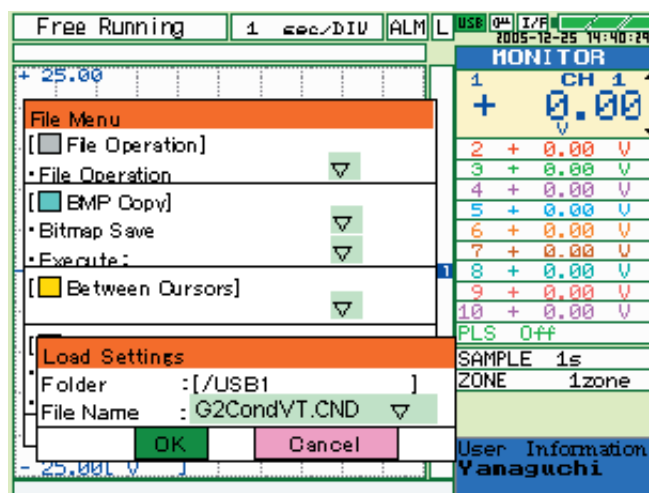 Free Running 1 sec/DIV ALM L USB I/F
2005-12-25 14:40:29
MONITOR
+ 25.00
1 CH 1
+ 0.00
V
File Menu
[ File Operation]
・File Operation ▽
[ BMP Copy]
・Bitmap Save ▽
・Execute: ▽
[ Between Cursors]
▽
1
2 + 0.00 V
3 + 0.00 V
4 + 0.00 V
5 + 0.00 V
6 + 0.00 V
7 + 0.00 V
8 + 0.00 V
9 + 0.00 V
10 + 0.00 V
PLS Off
SAMPLE 1s
ZONE 1zone
[
Load Settings
Folder :[/USB1 ]
File Name : G2CondVT.CND ▽
OK Cancel
- 25.00[ V ]
User Information
Yamaguchi